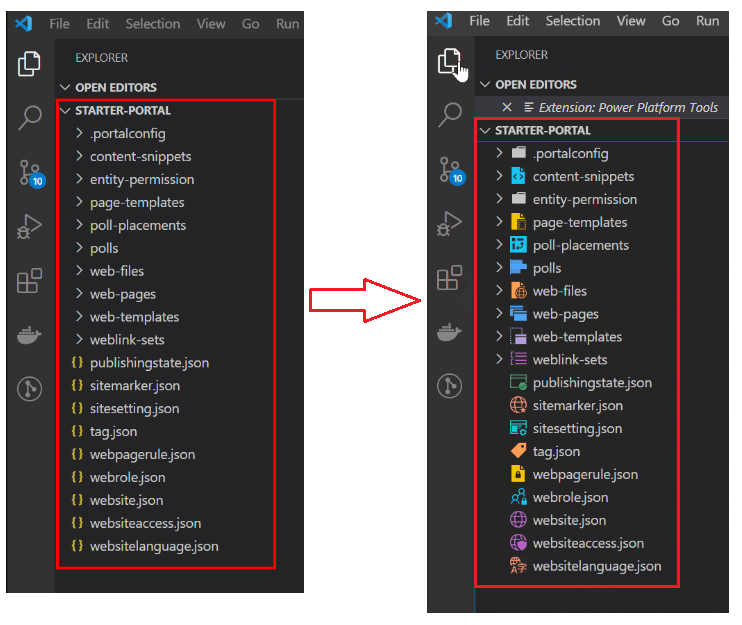 File Edit Selection View Go Run
EXPLORER
OPEN EDITORS
STARTER-PORTAL
.portalconfig
content-snippets
entity-permission
page-templates
poll-placements
polls
web-files
web-pages
web-templates
weblink-sets
{} publishingstate.json
{} sitemarker.json
{} sitesetting.json
{} tag.json
{} webpagerule.json
{} webrole.json
{} website.json
{} websiteaccess.json
{} websitelanguage.json
10
File Edit Selection View Go Run
EXPLORER
OPEN EDITORS
Extension: Power Platform Tools
STARTER-PORTAL
.portalconfig
content-snippets
entity-permission
page-templates
poll-placements
polls
web-files
web-pages
web-templates
weblink-sets
publishingstate.json
sitemarker.json
sitesetting.json
tag.json
webpagerule.json
webrole.json
website.json
websiteaccess.json
websitelanguage.json
10